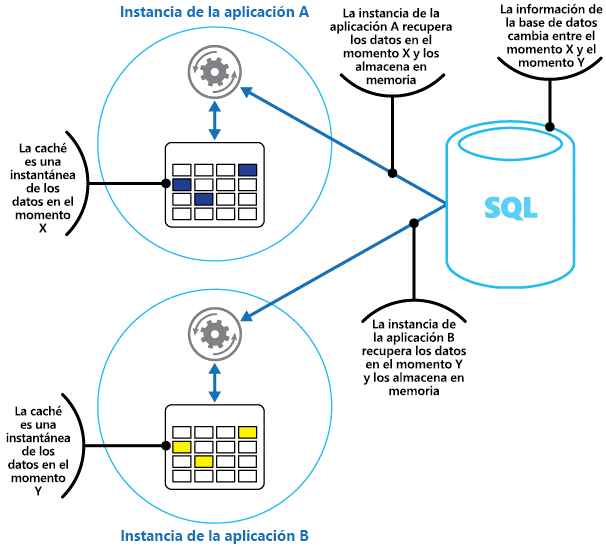 Instancia de la aplicación A
La instancia de la
aplicación A recupera
los datos en el
momento X y los
almacena en
memoria
La información de
la base de datos
cambia entre el
momento X y el
momento Y
La caché
es una
instantánea
de los
datos en el
momento
X
SQL
La instancia de
la aplicación B
recupera los datos
en el momento Y
y los almacena en
memoria
La caché
es una
instantánea
de los
datos en el
momento
Y
Instancia de la aplicación B